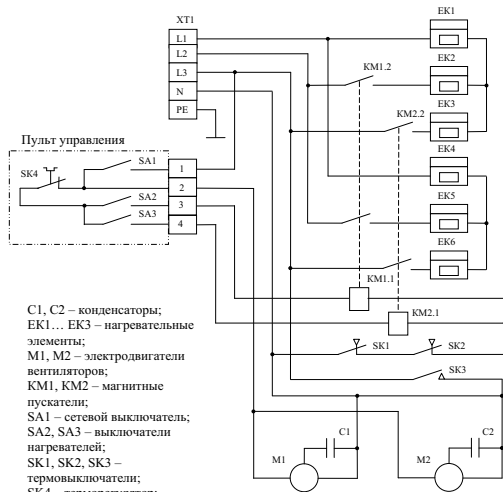 XT1
L1
L2
L3
N
PE
EK1
EK2
KM1.2
EK3
KM2.2
EK4
EK5
EK6
Пульт управления
SK4
SA1
SA2
SA3
1
2
3
4
KM1.1
KM2.1
SK1
SK2
SK3
C1
M1
C2
M2
C1, C2 – конденсаторы;
EK1... EK3 – нагревательные
элементы;
M1, M2 – электродвигатели
вентиляторов;
KM1, KM2 – магнитные
пускатели;
SA1 – сетевой выключатель;
SA2, SA3 – выключатели
нагревателей;
SK1, SK2, SK3 –
термовыключатели;
SK4 – терморегулятор;